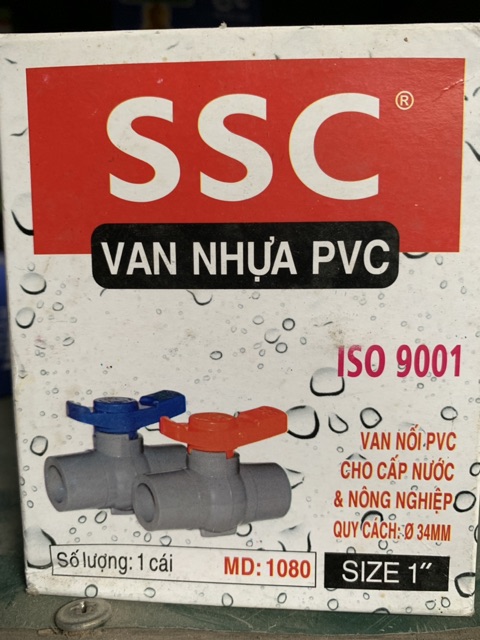 SSC®
VAN NHỰA PVC
ISO 9001
VAN NỐI PVC
CHO CẤP NƯỚC
& NÔNG NGHIỆP
QUY CÁCH: Ø 34MM
Số lượng: 1 cái MD: 1080
SIZE 1"